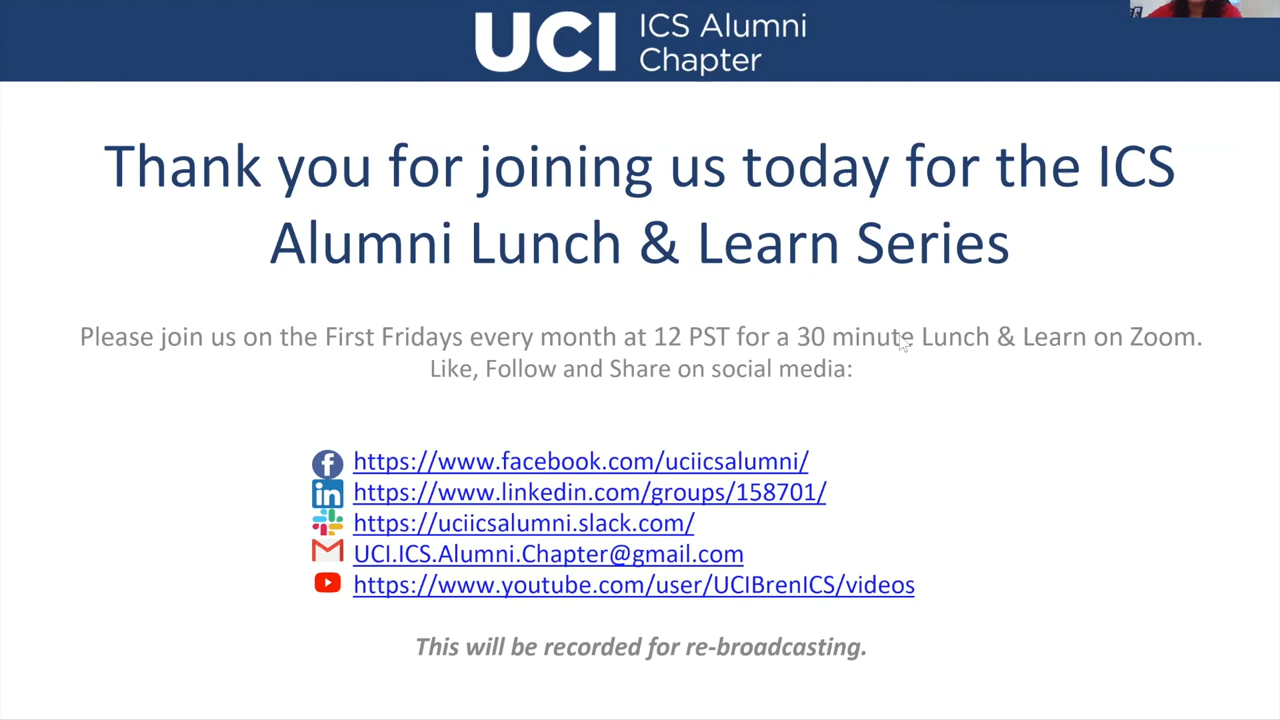 UCI ICS Alumni
Chapter
Thank you for joining us today for the ICS
Alumni Lunch & Learn Series
Please join us on the First Fridays every month at 12 PST for a 30 minute Lunch & Learn on Zoom.
Like, Follow and Share on social media:
https://www.facebook.com/uciicsalumni/
https://www.linkedin.com/groups/158701/
https://uciicsalumni.slack.com/
UCI.ICS.Alumni.Chapter@gmail.com
https://www.youtube.com/user/UCIBrenICS/videos
This will be recorded for re-broadcasting.